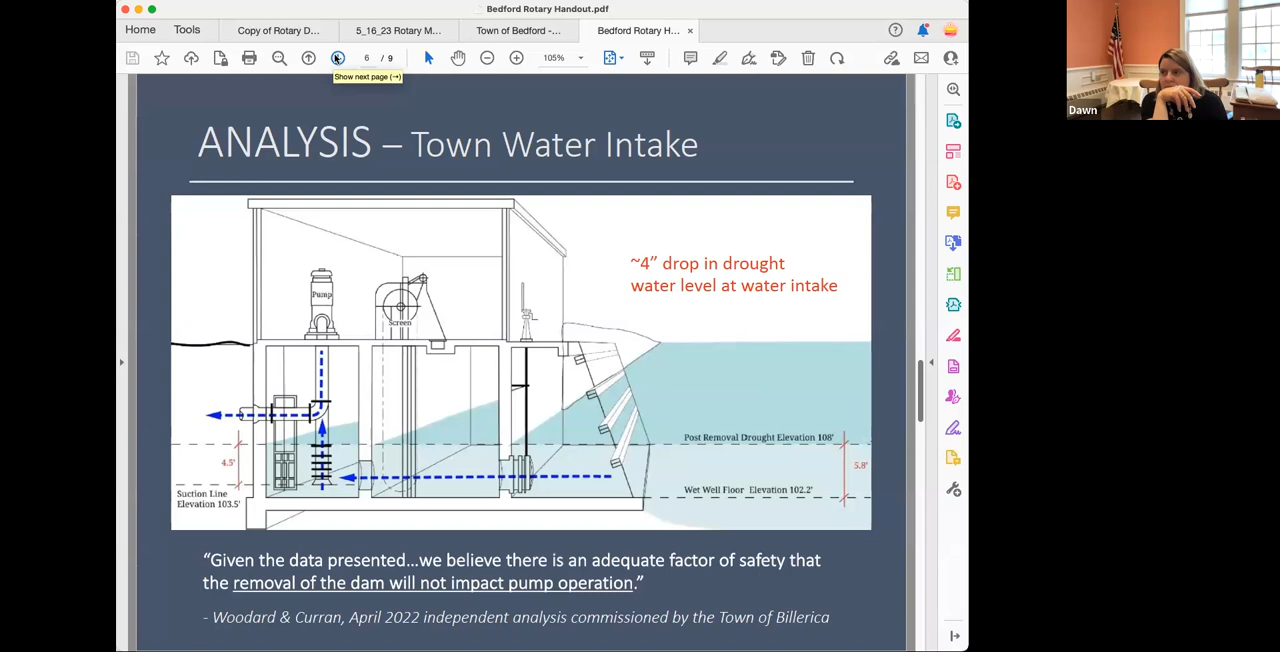 Bedford Rotary Handout.pdf
Home Tools Copy of Rotary D... 5_16_23 Rotary M... Town of Bedford -... Bedford Rotary H... ×
6 / 9 105%
Show next page (→)
Dawn
ANALYSIS – Town Water Intake
~4” drop in drought
water level at water intake
Pump
Screen
Post Removal Drought Elevation 108'
4.5'
5.8'
Suction Line
Elevation 103.5'
Wet Well Floor Elevation 102.2'
“Given the data presented...we believe there is an adequate factor of safety that
the removal of the dam will not impact pump operation.”
- Woodard & Curran, April 2022 independent analysis commissioned by the Town of Billerica